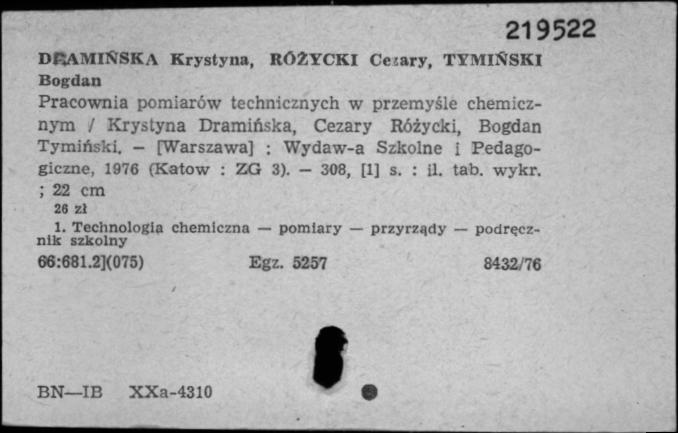 219522
DRAMIŃSKA Krystyna, RÓŻYCKI Cezary, TYMIŃSKI
Bogdan
Pracownia pomiarów technicznych w przemyśle chemicz-
nym / Krystyna Dramińska, Cezary Różycki, Bogdan
Tymiński. — [Warszawa] : Wydaw-a Szkolne i Pedago-
giczne, 1976 (Katow : ZG 3). — 308, [1] s. : il. tab. wykr.
; 22 cm
26 zł
1. Technologia chemiczna — pomiary — przyrządy — podręcz-
nik szkolny
66:681.2](075) Egz. 5257 8432/76
BN—IB XXa-4310